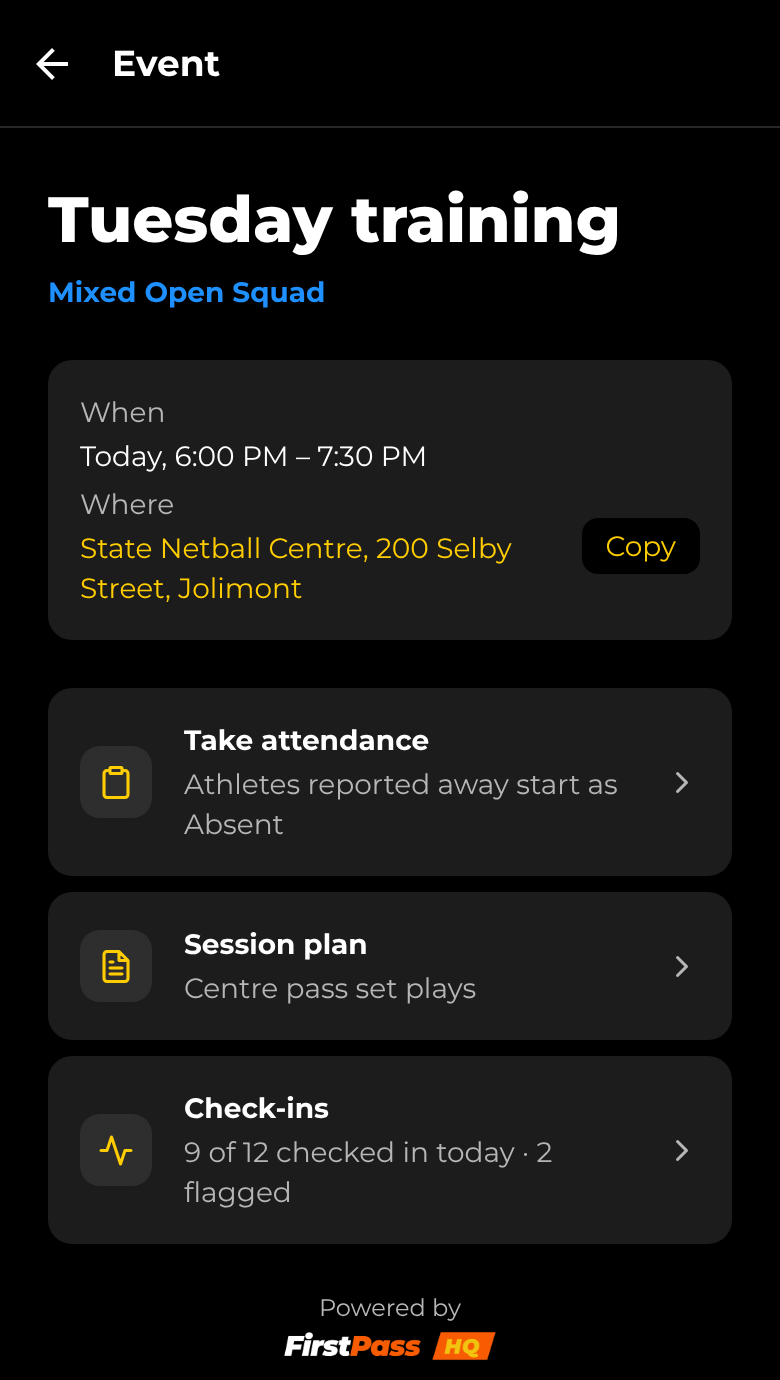 Event
Tuesday training
Mixed Open Squad
When
Today, 6:00 PM – 7:30 PM
Where
State Netball Centre, 200 Selby
Street, Jolimont
Copy
Take attendance
Athletes reported away start as
Absent
Session plan
Centre pass set plays
Check-ins
9 of 12 checked in today · 2
flagged
Powered by
FirstPass HQ